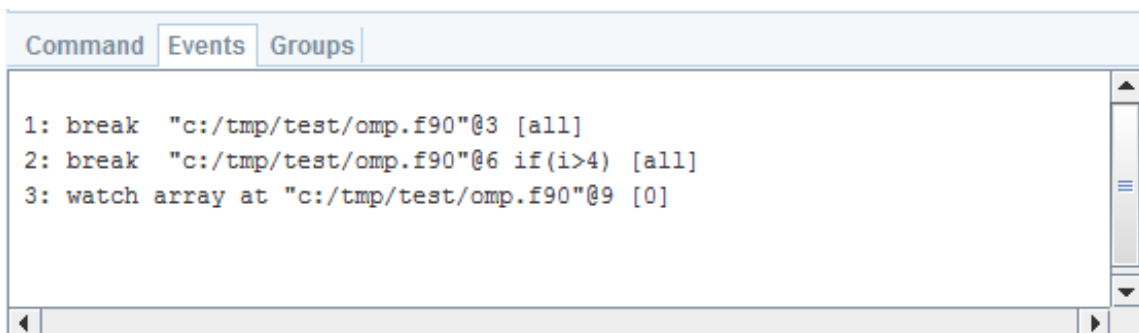 Command Events Groups
1: break  "c:/tmp/test/omp.f90"@3 [all]
2: break  "c:/tmp/test/omp.f90"@6 if(i>4) [all]
3: watch array at "c:/tmp/test/omp.f90"@9 [0]